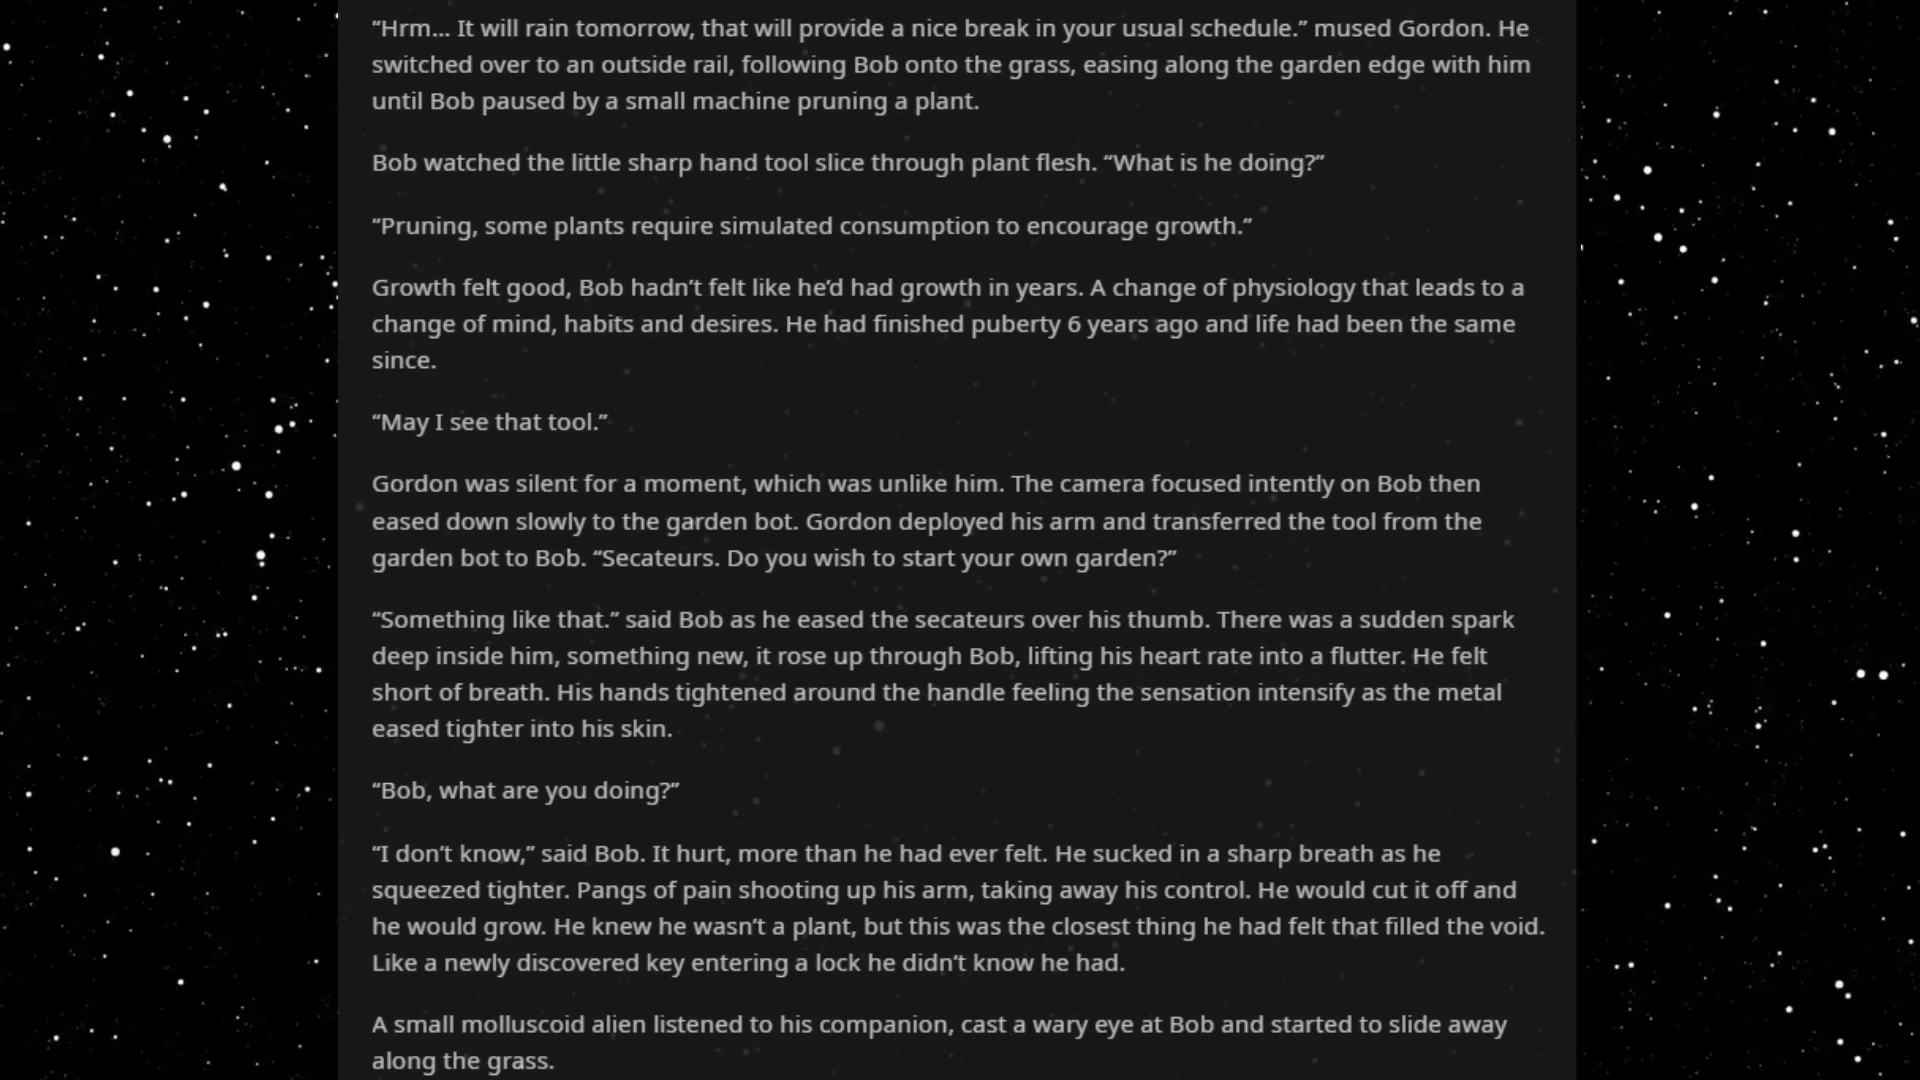 “Hrm... It will rain tomorrow, that will provide a nice break in your usual schedule.” mused Gordon. He
switched over to an outside rail, following Bob onto the grass, easing along the garden edge with him
until Bob paused by a small machine pruning a plant.
Bob watched the little sharp hand tool slice through plant flesh. “What is he doing?”
“Pruning, some plants require simulated consumption to encourage growth.”
Growth felt good, Bob hadn’t felt like he’d had growth in years. A change of physiology that leads to a
change of mind, habits and desires. He had finished puberty 6 years ago and life had been the same
since.
“May I see that tool.”
Gordon was silent for a moment, which was unlike him. The camera focused intently on Bob then
eased down slowly to the garden bot. Gordon deployed his arm and transferred the tool from the
garden bot to Bob. “Secateurs. Do you wish to start your own garden?”
“Something like that.” said Bob as he eased the secateurs over his thumb. There was a sudden spark
deep inside him, something new, it rose up through Bob, lifting his heart rate into a flutter. He felt
short of breath. His hands tightened around the handle feeling the sensation intensify as the metal
eased tighter into his skin.
“Bob, what are you doing?”
“I don’t know,” said Bob. It hurt, more than he had ever felt. He sucked in a sharp breath as he
squeezed tighter. Pangs of pain shooting up his arm, taking away his control. He would cut it off and
he would grow. He knew he wasn’t a plant, but this was the closest thing he had felt that filled the void.
Like a newly discovered key entering a lock he didn’t know he had.
A small molluscoid alien listened to his companion, cast a wary eye at Bob and started to slide away
along the grass.